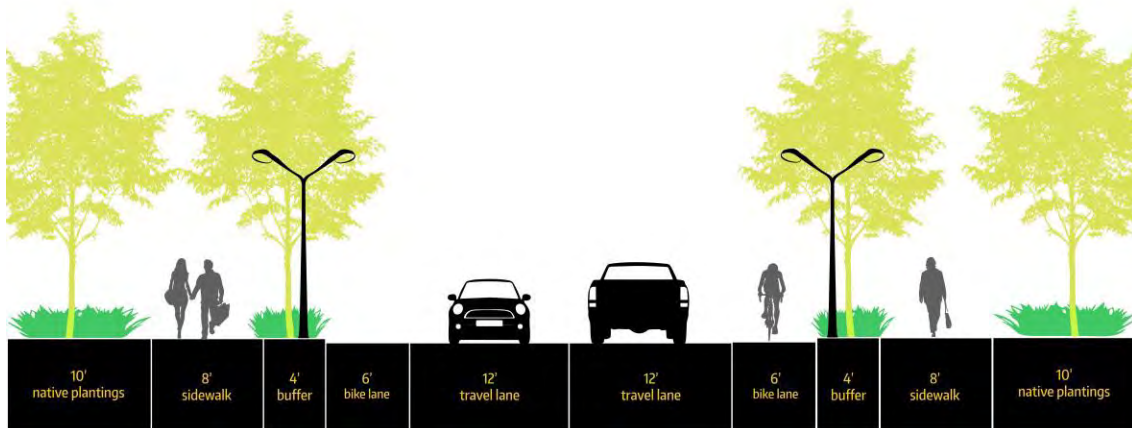 10'
native plantings
8'
sidewalk
4'
buffer
6'
bike lane
12'
travel lane
12'
travel lane
6'
bike lane
4'
buffer
8'
sidewalk
10'
native plantings